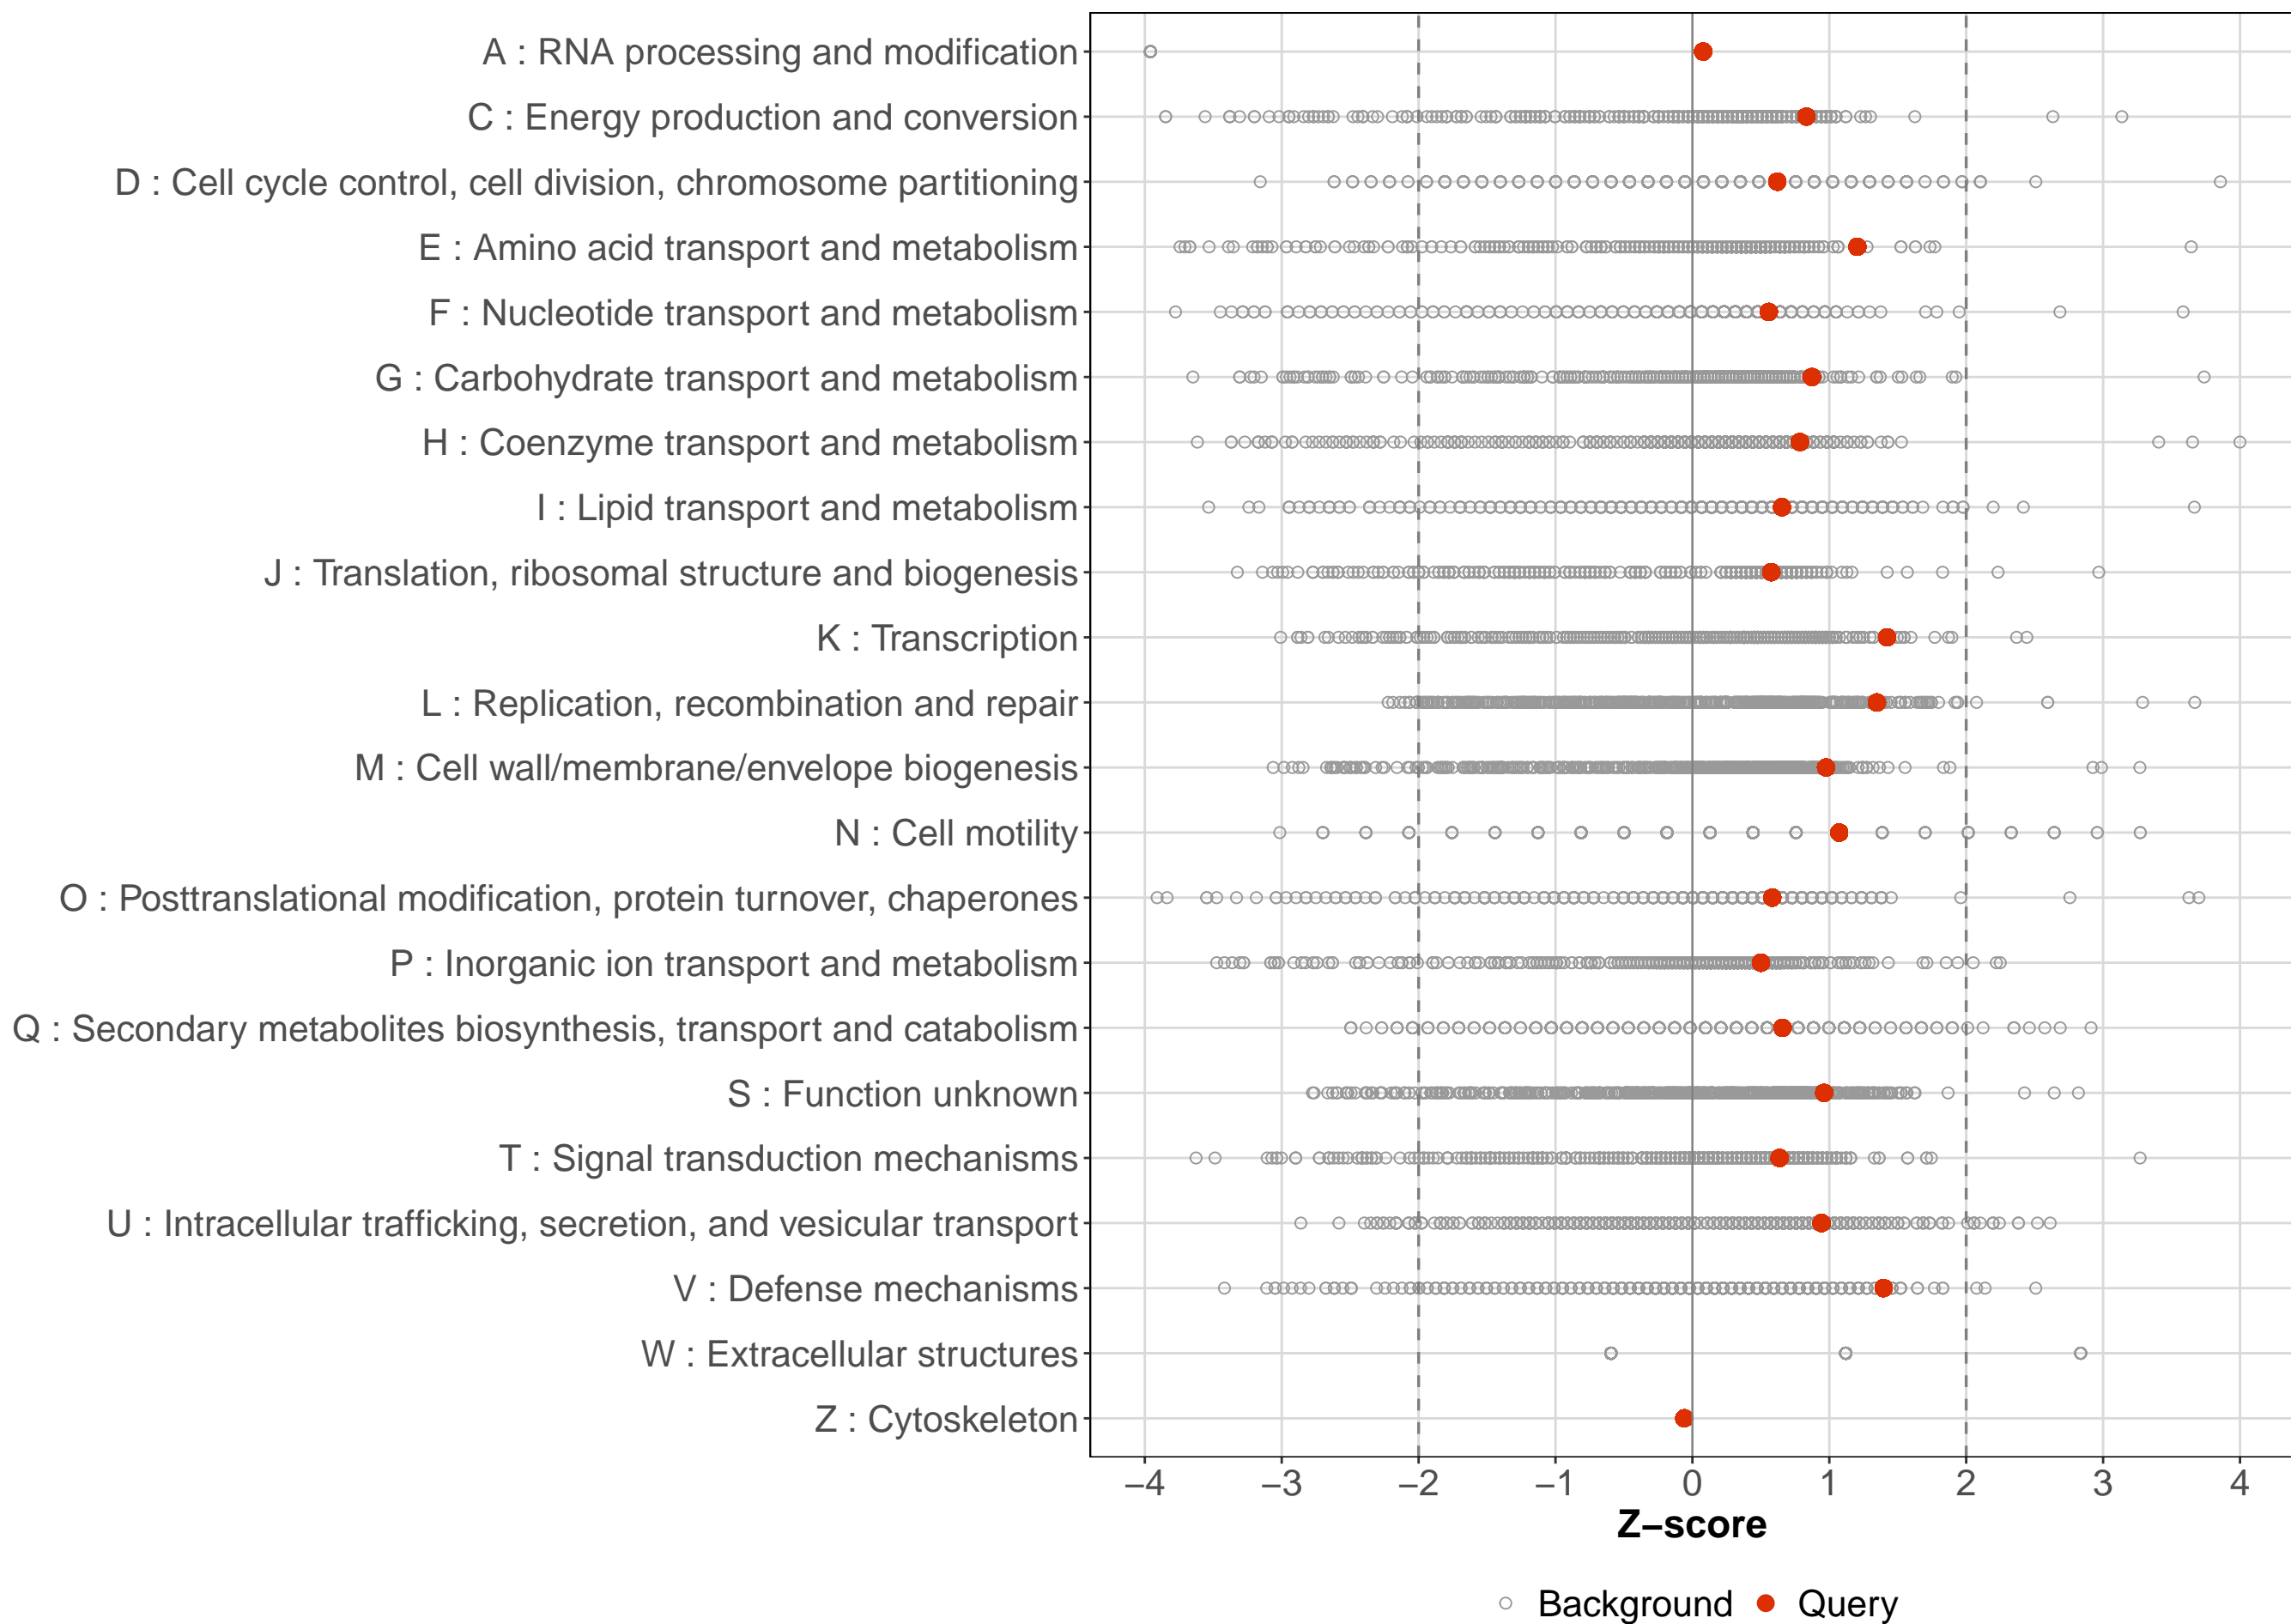 A : RNA processing and modification
C : Energy production and conversion
D : Cell cycle control, cell division, chromosome partitioning
E : Amino acid transport and metabolism
F : Nucleotide transport and metabolism
G : Carbohydrate transport and metabolism
H : Coenzyme transport and metabolism
I : Lipid transport and metabolism
J : Translation, ribosomal structure and biogenesis
K : Transcription
L : Replication, recombination and repair
M : Cell wall/membrane/envelope biogenesis
N : Cell motility
O : Posttranslational modification, protein turnover, chaperones
P : Inorganic ion transport and metabolism
Q : Secondary metabolites biosynthesis, transport and catabolism
S : Function unknown
T : Signal transduction mechanisms
U : Intracellular trafficking, secretion, and vesicular transport
V : Defense mechanisms
W : Extracellular structures
Z : Cytoskeleton
−4 −3 −2 −1 0 1 2 3 4
Z−score
Background Query